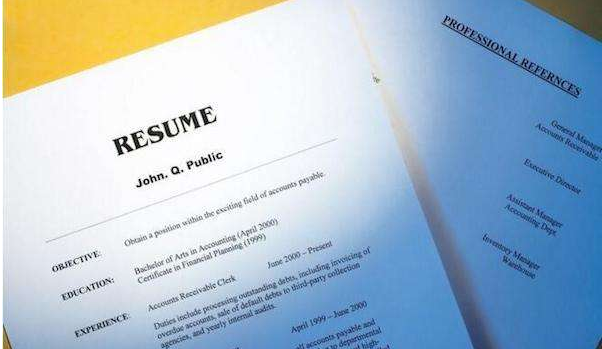 RESUME
John. Q. Public
OBJECTIVE: Obtain a position within the exciting field of accounts payable.
EDUCATION: Bachelor of Arts in Accounting (April 2000)
Certificate in Financial Planning (1999)
EXPERIENCE: Accounts Receivable Clerk June 2000 – Present
Duties include processing outstanding debts, including invoicing of
overdue accounts, sale of default debts to third-party collection
agencies, and yearly internal audits.
April 1999 – June 2000
all accounts payable and
to departmental
high-
PROFESSIONAL REFERNCES
General Manager
Accounts Receivable
Executive Director
Assistant Manager
Accounting Dept.
Inventory Manager
Warehouse